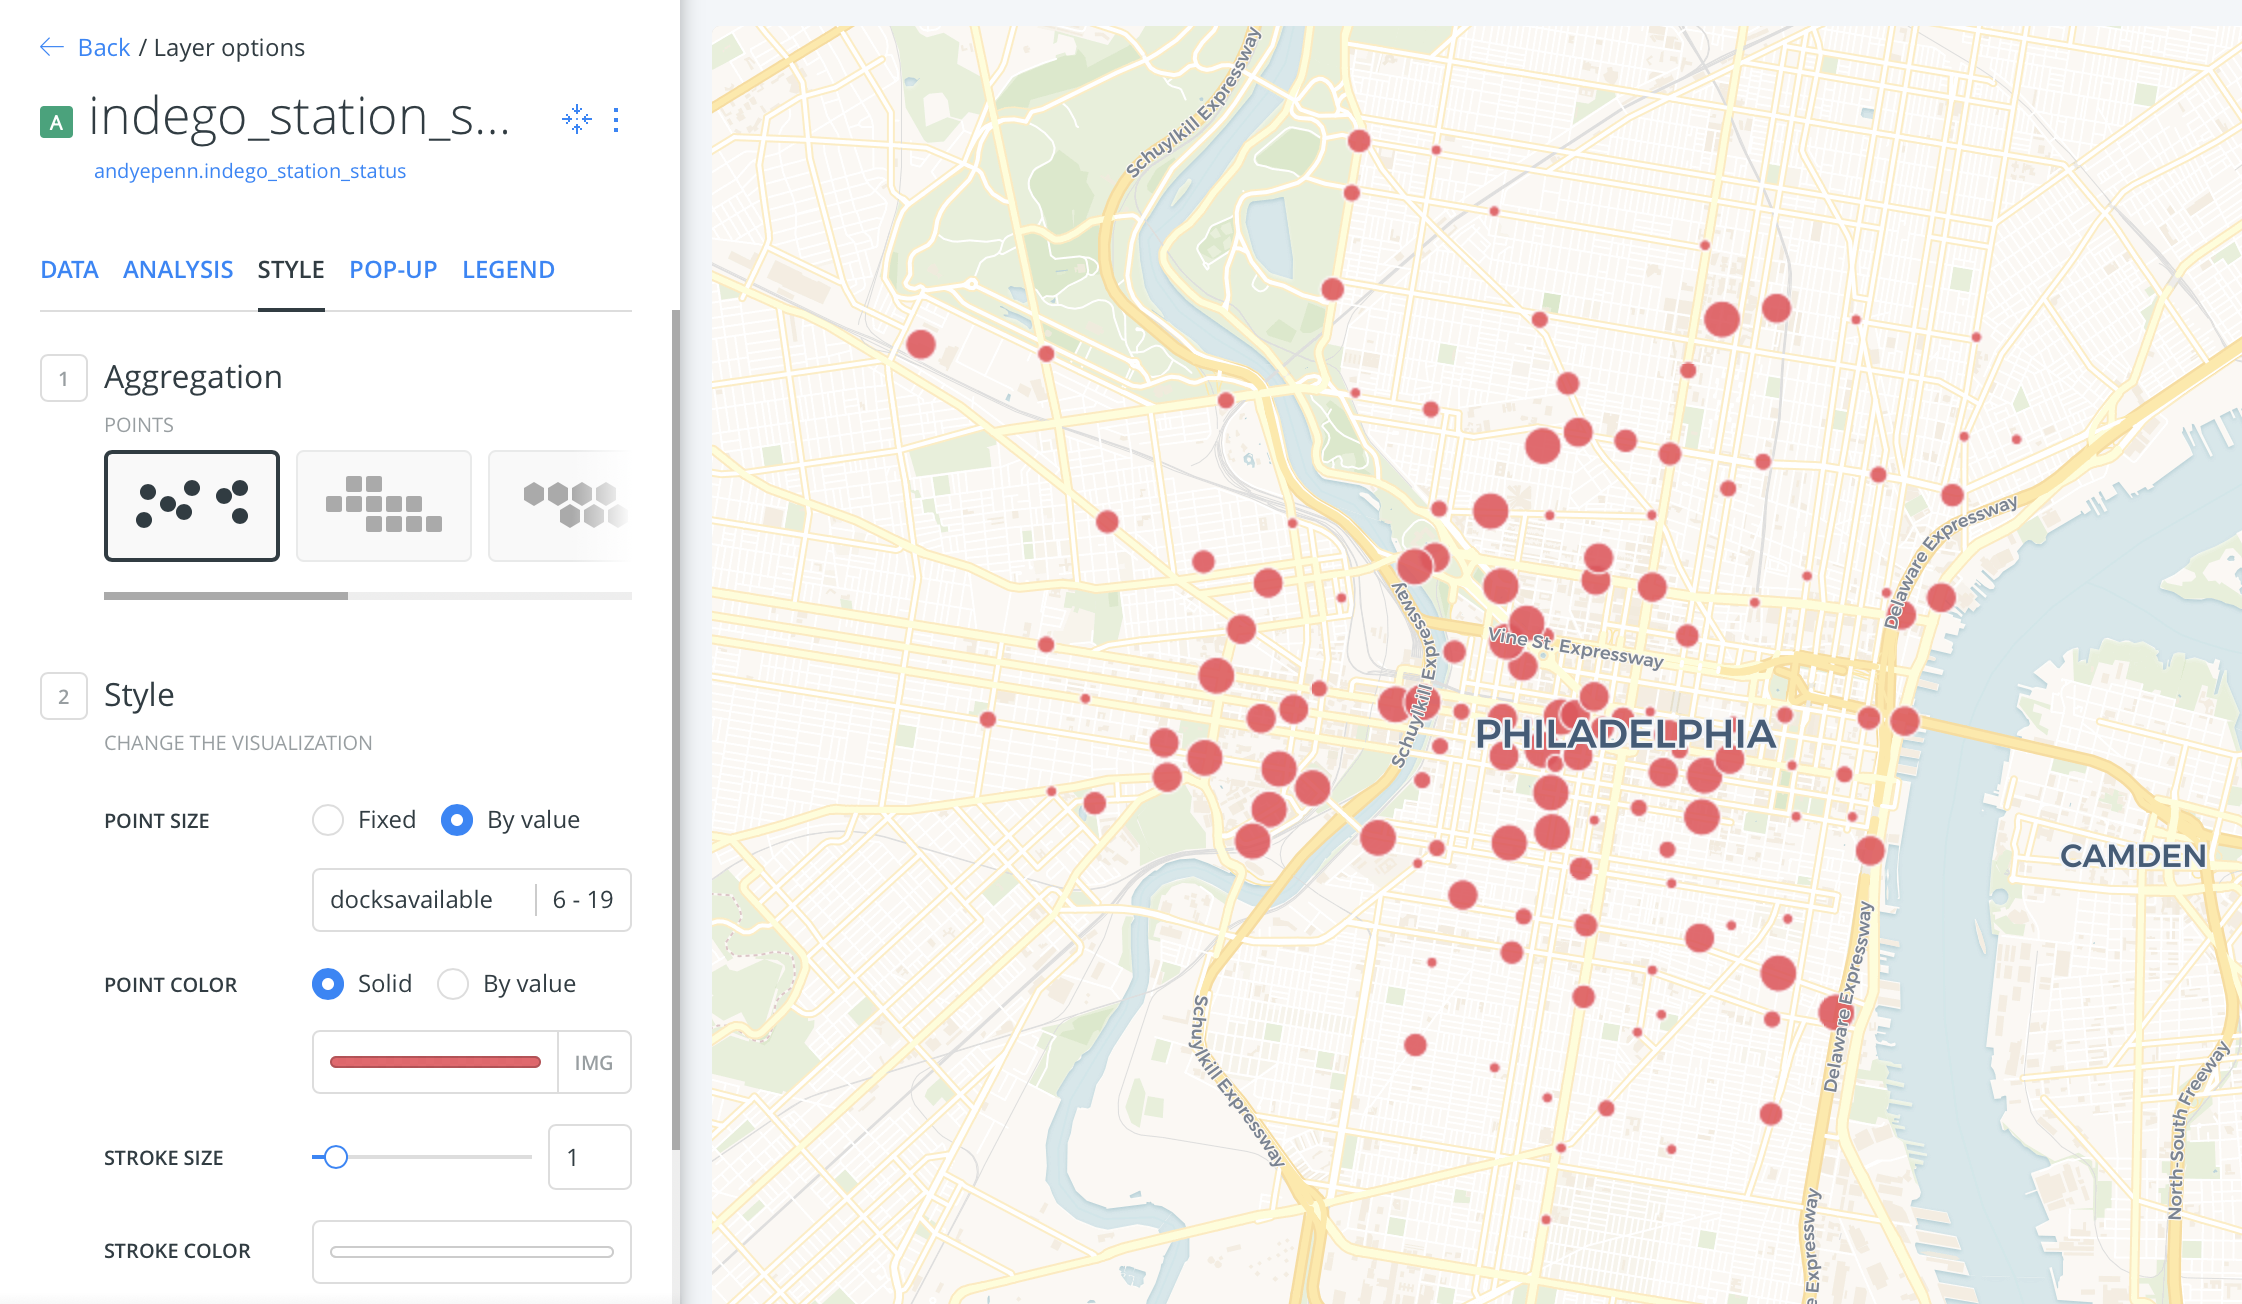 Back / Layer options
A indego_station_s...
andyepenn.indego_station_status
DATA ANALYSIS STYLE POP-UP LEGEND
1 Aggregation
POINTS
2 Style
CHANGE THE VISUALIZATION
POINT SIZE Fixed By value
docksavailable 6 - 19
POINT COLOR Solid By value
IMG
STROKE SIZE 1
STROKE COLOR
Schuylkill Expressway
Schuylkill Expressway
Delaware Expressway
Vine St. Expressway
Schuylkill Expressway
PHILADELPHIA
CAMDEN
Delaware Expressway
Schuylkill Expressway
North-South Freeway
e Expressway